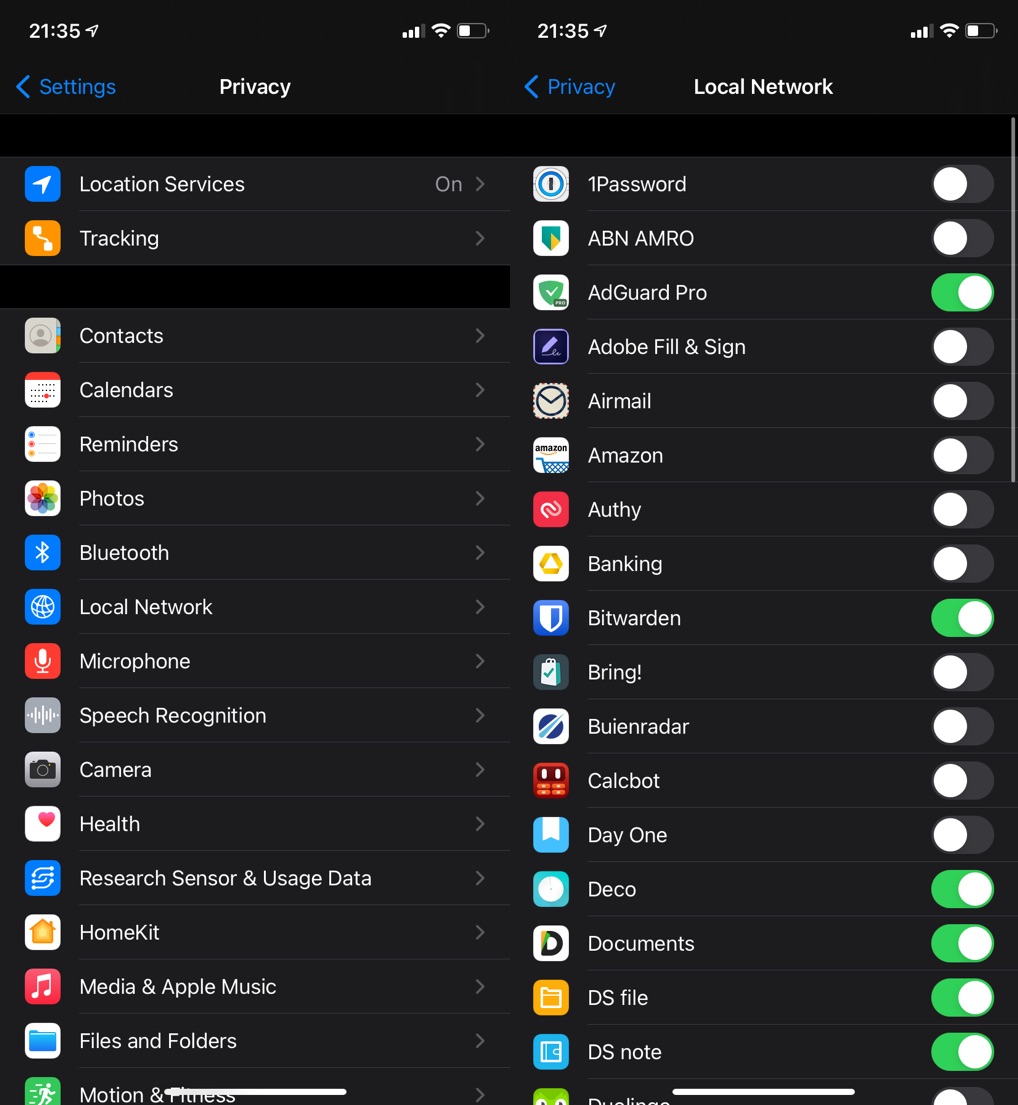 21:35
Settings
Privacy
Location Services On
Tracking
Contacts
Calendars
Reminders
Photos
Bluetooth
Local Network
Microphone
Speech Recognition
Camera
Health
Research Sensor & Usage Data
HomeKit
Media & Apple Music
Files and Folders
Motion & Fitness
21:35
Privacy
Local Network
1Password
ABN AMRO
PRO
AdGuard Pro
Adobe Fill & Sign
Airmail
amazon
Amazon
Authy
Banking
Bitwarden
Bring!
Buienradar
Calcbot
Day One
Deco
Documents
DS file
DS note
Duolingo